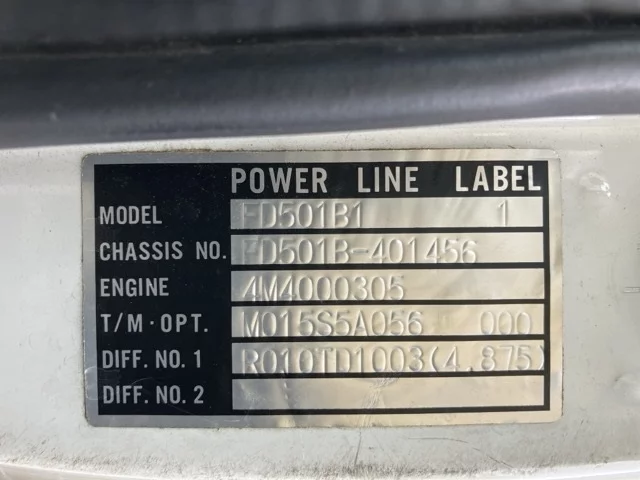 POWER LINE LABEL
MODEL FD501B1 1
CHASSIS NO. FD501B-401456
ENGINE 4M4000305
T/M·OPT. M015S5A056 000
DIFF. NO. 1 R010TD1003(4.875)
DIFF. NO. 2